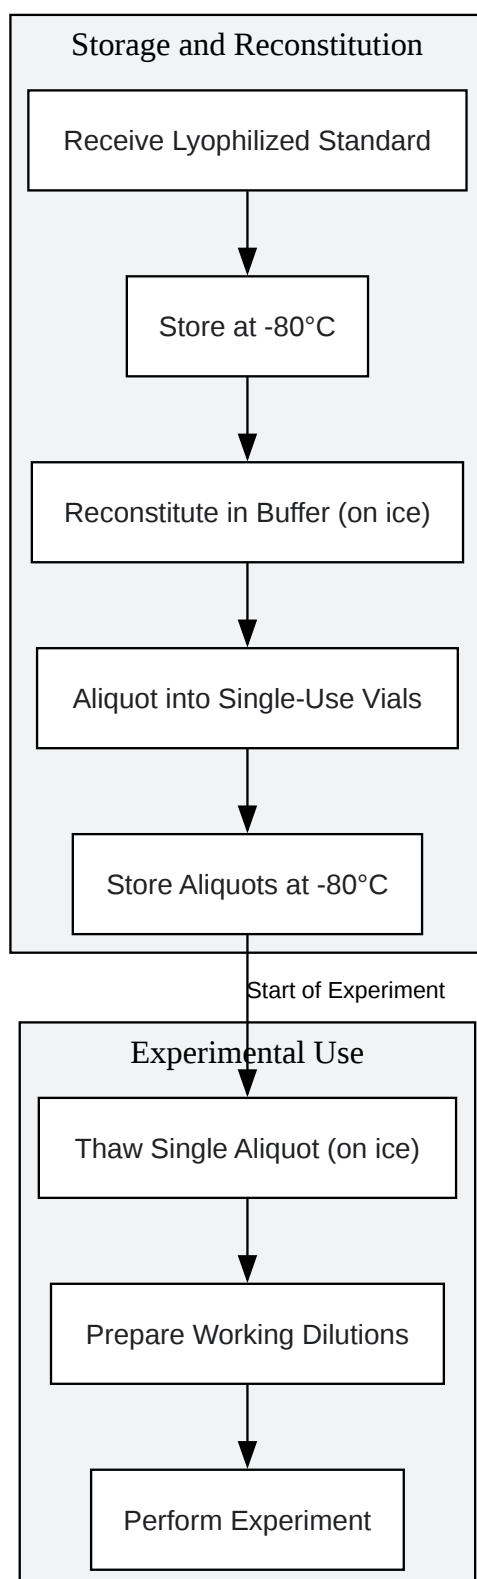 Storage and Reconstitution
Receive Lyophilized Standard
Store at -80°C
Reconstitute in Buffer (on ice)
Aliquot into Single-Use Vials
Store Aliquots at -80°C
Start of Experiment
Experimental Use
Thaw Single Aliquot (on ice)
Prepare Working Dilutions
Perform Experiment